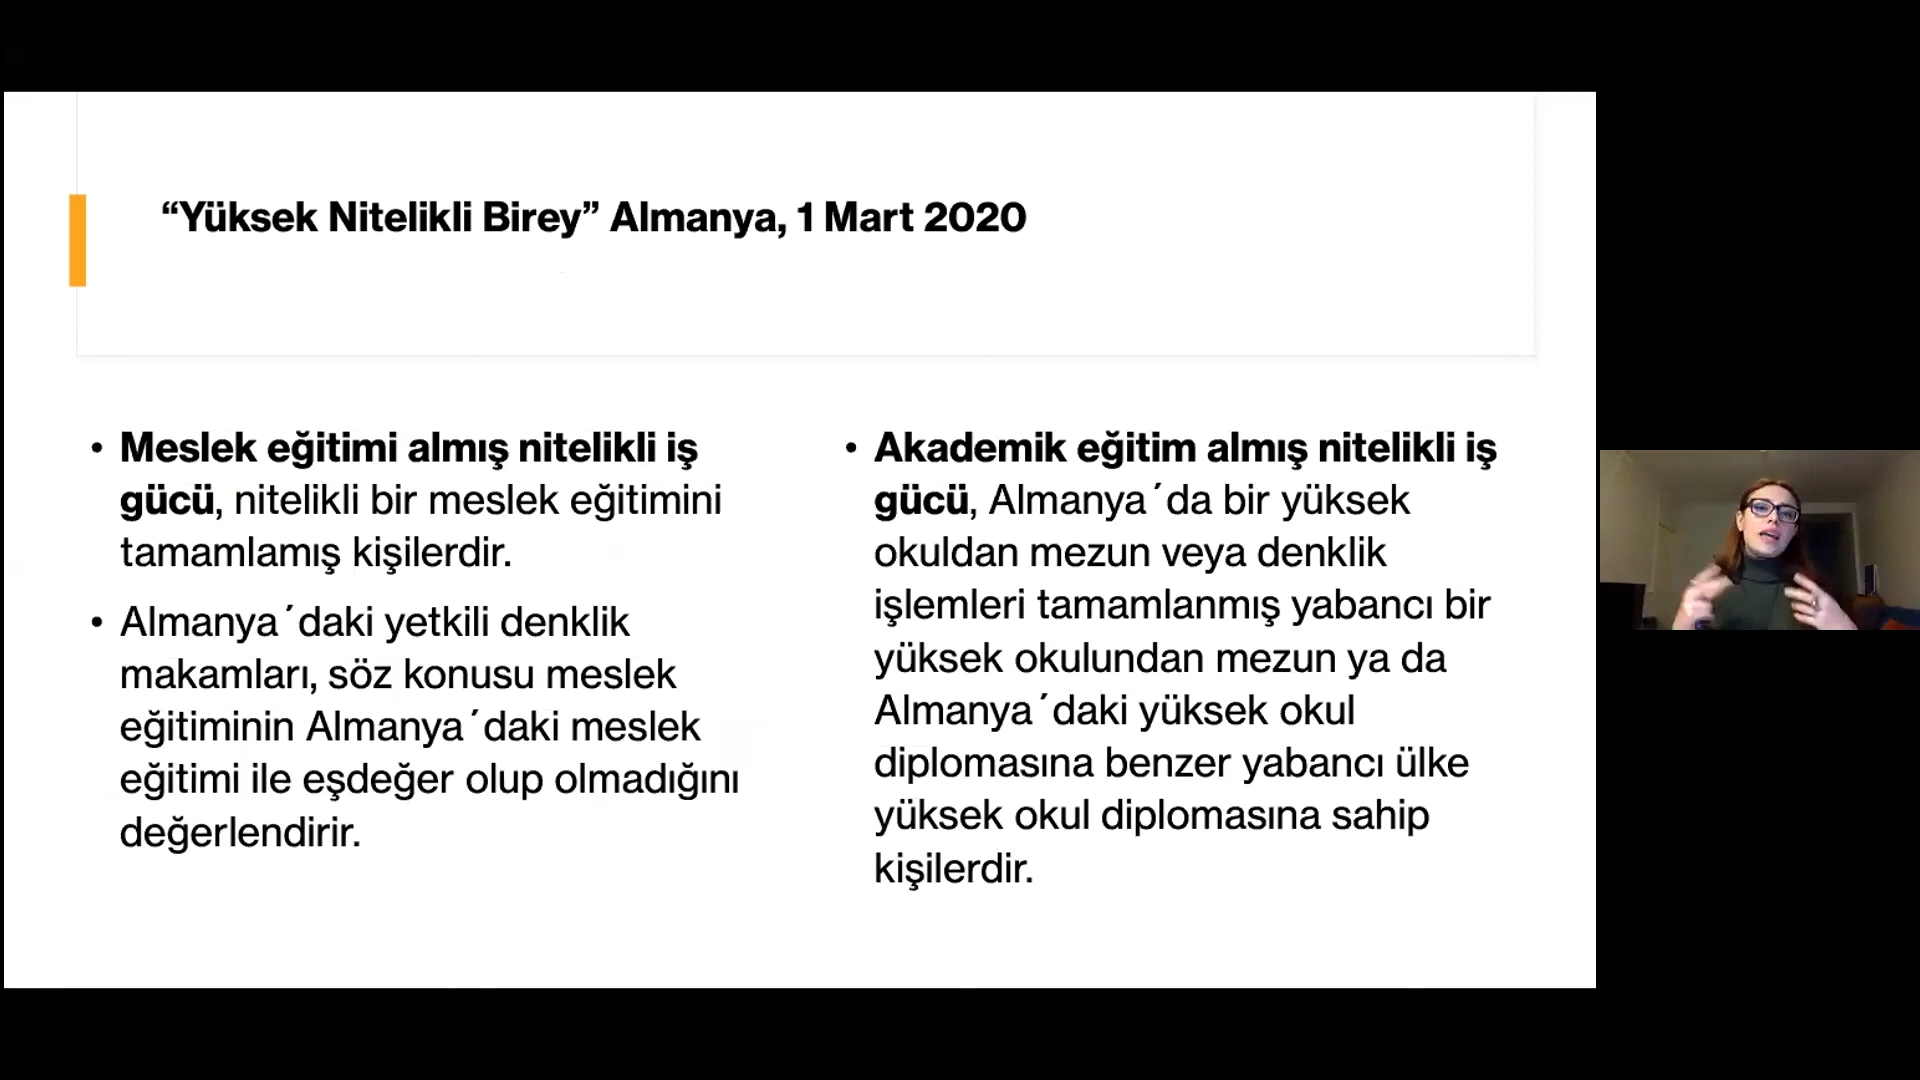 “Yüksek Nitelikli Birey” Almanya, 1 Mart 2020
• Meslek eğitimi almış nitelikli iş
gücü, nitelikli bir meslek eğitimini
tamamlamış kişilerdir.
• Almanya´daki yetkili denklik
makamları, söz konusu meslek
eğitiminin Almanya´daki meslek
eğitimi ile eşdeğer olup olmadığını
değerlendirir.
• Akademik eğitim almış nitelikli iş
gücü, Almanya´da bir yüksek
okuldan mezun veya denklik
işlemleri tamamlanmış yabancı bir
yüksek okulundan mezun ya da
Almanya´daki yüksek okul
diplomasına benzer yabancı ülke
yüksek okul diplomasına sahip
kişilerdir.